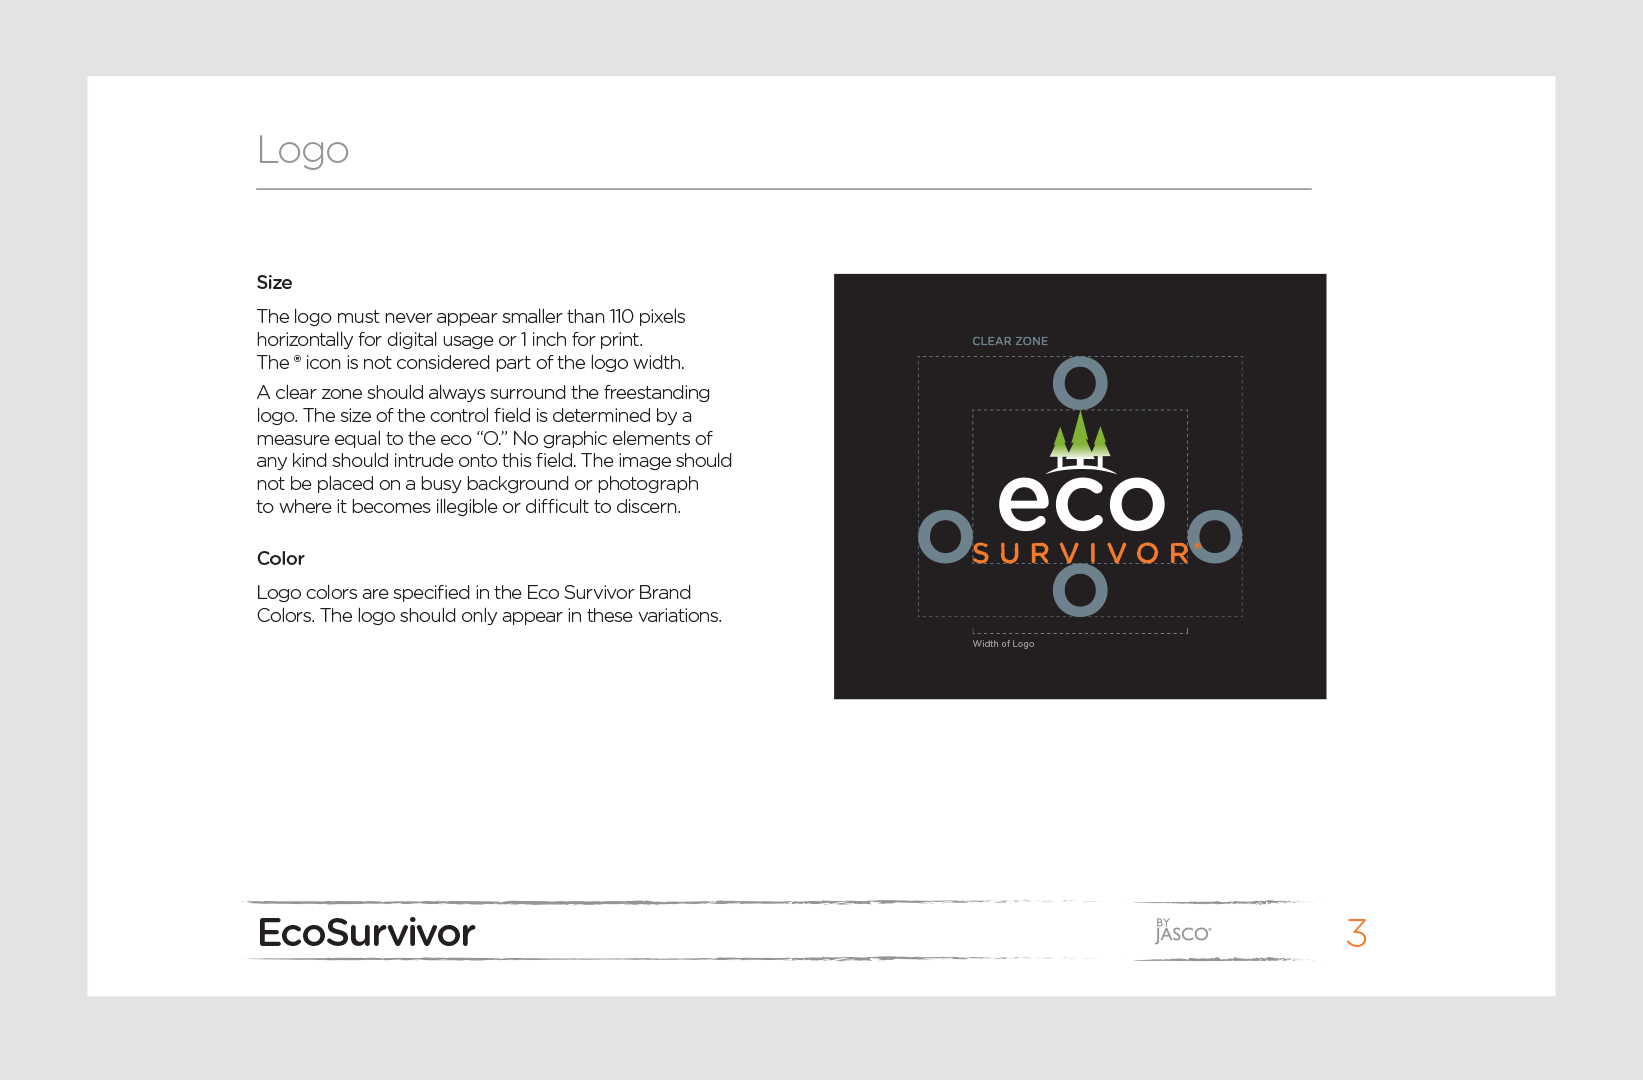 Logo
Size
The logo must never appear smaller than 110 pixels
horizontally for digital usage or 1 inch for print.
The ® icon is not considered part of the logo width.
A clear zone should always surround the freestanding
logo. The size of the control field is determined by a
measure equal to the eco “O.” No graphic elements of
any kind should intrude onto this field. The image should
not be placed on a busy background or photograph
to where it becomes illegible or difficult to discern.
Color
Logo colors are specified in the Eco Survivor Brand
Colors. The logo should only appear in these variations.
CLEAR ZONE
eco
SURVIVOR®
Width of Logo
EcoSurvivor
BY
JASCO®
3